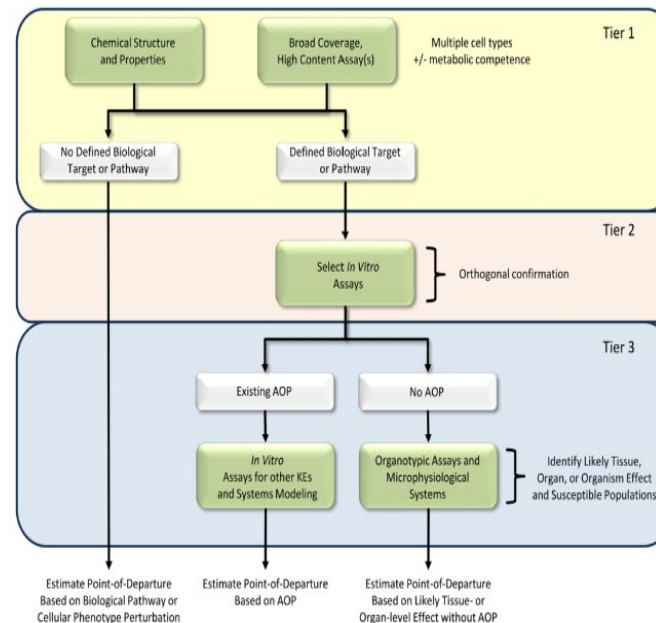 Tier 1
Chemical Structure
and Properties
Broad Coverage,
High Content Assay(s)
Multiple cell types
+/- metabolic competence
No Defined Biological
Target or Pathway
Defined Biological Target
or Pathway
Tier 2
Select In Vitro
Assays
Orthogonal confirmation
Tier 3
Existing AOP
No AOP
In Vitro
Assays for other KEs
and Systems Modeling
Organotypic Assays and
Microphysiological
Systems
Identify Likely Tissue,
Organ, or Organism Effect
and Susceptible Populations
Estimate Point-of-Departure
Based on Biological Pathway or
Cellular Phenotype Perturbation
Estimate Point-of-Departure
Based on AOP
Estimate Point-of-Departure
Based on Likely Tissue- or
Organ-level Effect without AOP